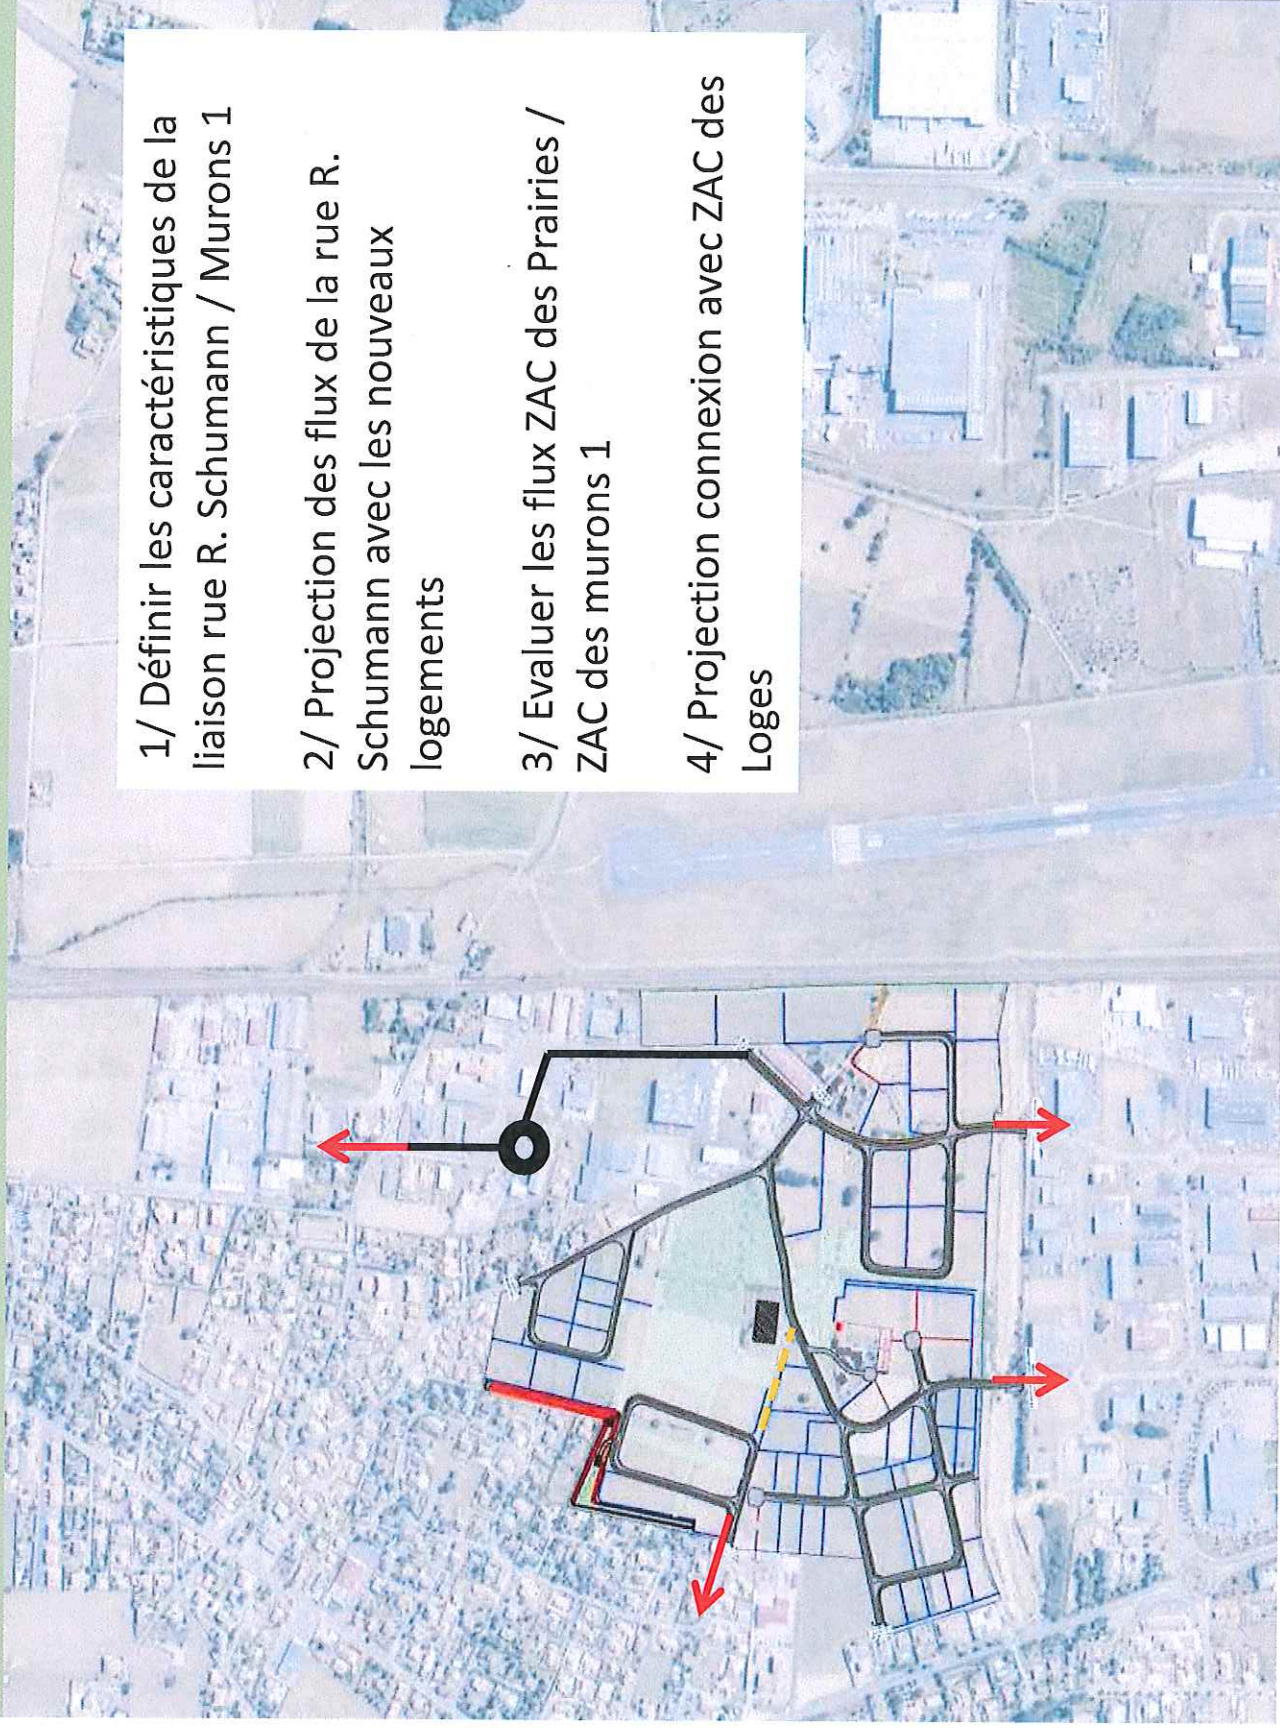 1/ Définir les caractéristiques de la
liaison rue R. Schumann / Murons 1
2/ Projection des flux de la rue R.
Schumann avec les nouveaux
logements
3/ Evaluer les flux ZAC des Prairies /
ZAC des murons 1
4/ Projection connexion avec ZAC des
Loges